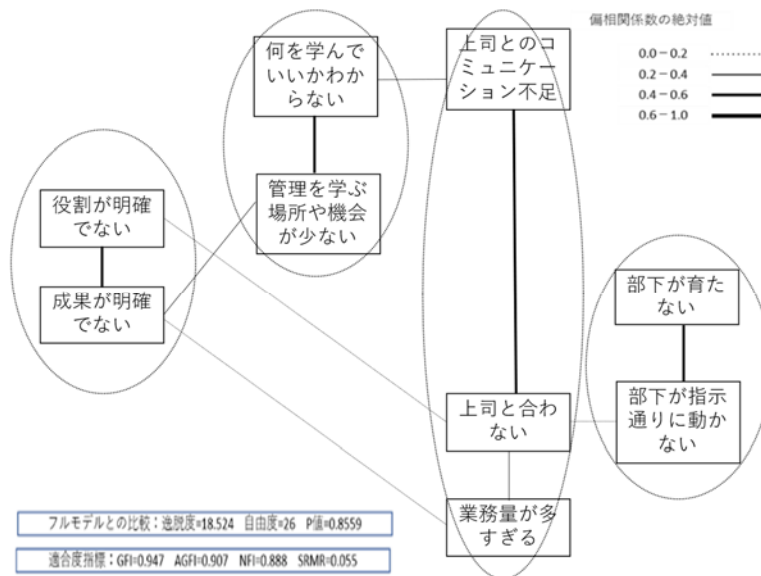 偏相関係数の絶対値
0.0－0.2
0.2－0.4
0.4－0.6
0.6－1.0
何を学んで
いいかわか
らない
上司とのコ
ミュニケー
ション不足
役割が明確
でない
管理を学ぶ
場所や機会
が少ない
成果が明確
でない
部下が育た
ない
上司と合わ
ない
部下が指示
通りに動か
ない
業務量が多
すぎる
フルモデルとの比較：逸脱度=18.524 自由度=26 P値=0.8559
適合度指標：GFI=0.947 AGFI=0.907 NFI=0.888 SRMR=0.055